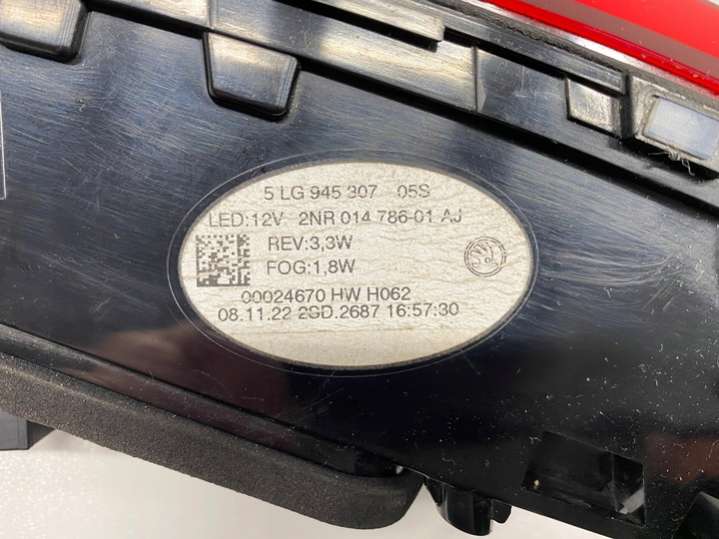 5 LG 945 307 05S
LED:12V 2NR 014 786-01 AJ
REV:3,3W
FOG:1,8W
00024670 HW H062
08.11.22 2SD.2687 16:57:30